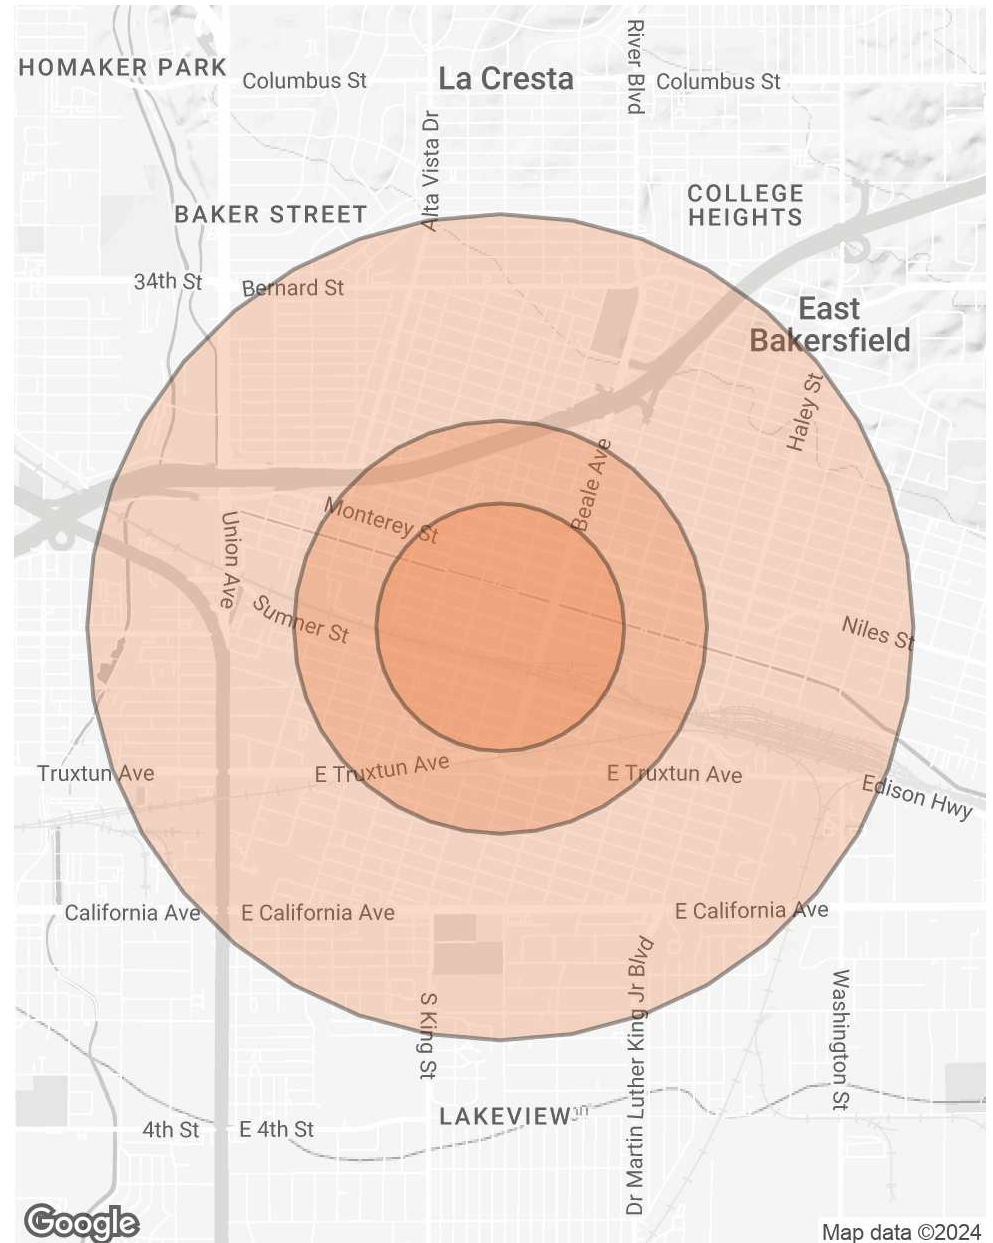 HOMAKER PARK
Columbus St
La Cresta
River Blvd
Columbus St
Alta Vista Dr
COLLEGE
HEIGHTS
BAKER STREET
34th St
Bernard St
East
Bakersfield
Haley St
Beale Ave
Monterey St
Union Ave
Sumner St
Niles St
Truxtun Ave
E Truxtun Ave
E Truxtun Ave
Edison Hwy
California Ave
E California Ave
E California Ave
S King St
Dr Martin Luther King Jr Blvd
Washington St
LAKEVIEW
4th St
E 4th St
Google
Map data ©2024